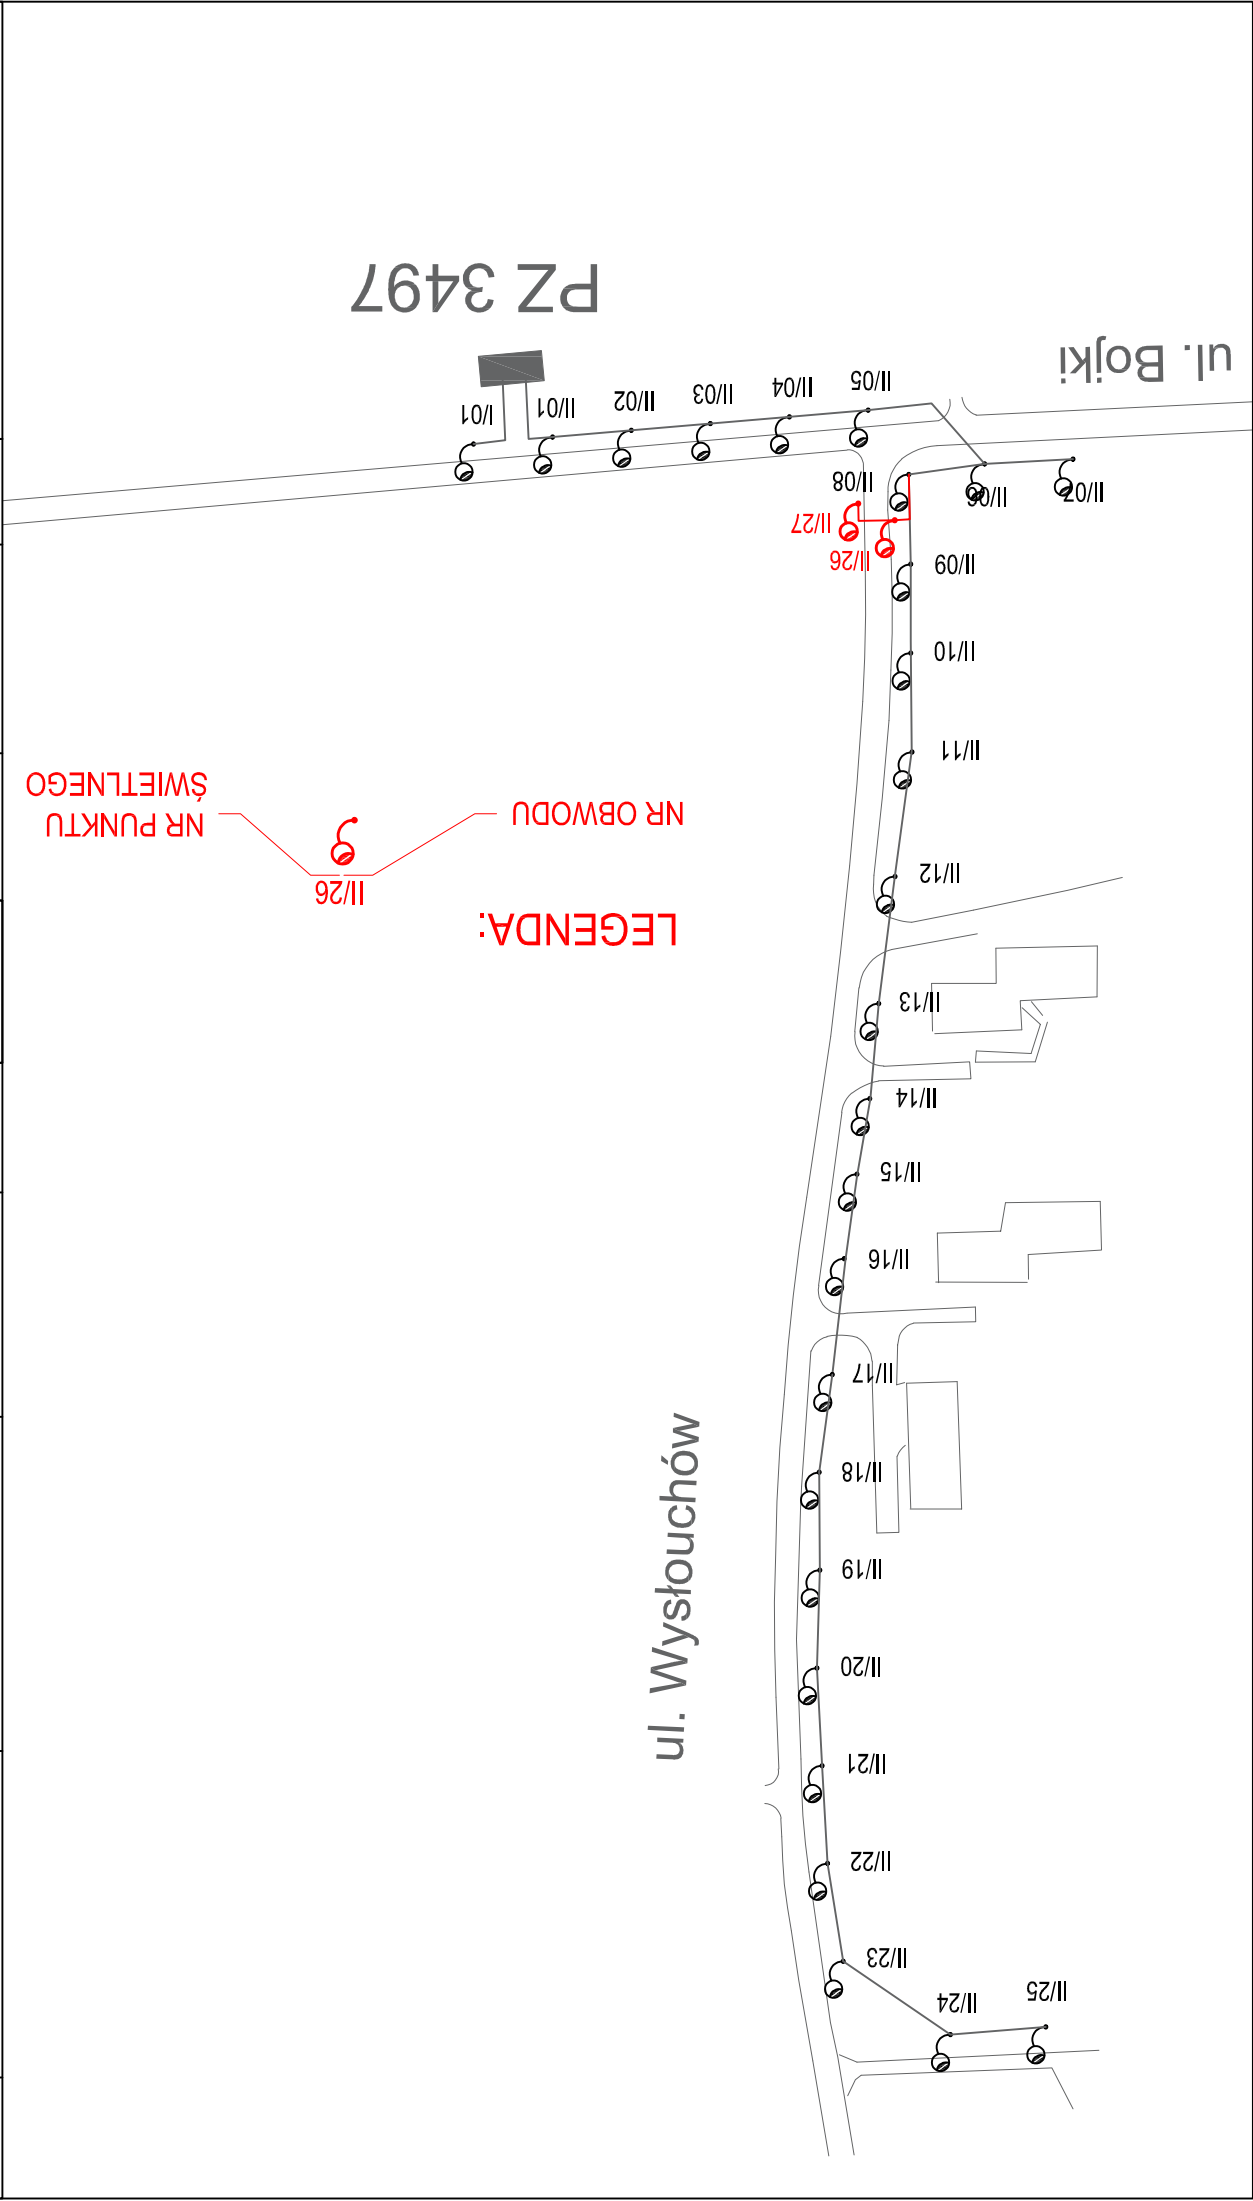 II/25
II/24
II/23
II/22
II/21
II/20
II/19
II/18
ul. Wysłouchów
II/17
II/16
II/15
II/14
II/13
LEGENDA:
II/26
NR OBWODU
NR PUNKTU
ŚWIETLNEGO
II/12
II/11
II/10
II/09
II/26
II/27
II/08
II/06
II/07
II/05
II/04
II/03
II/02
II/01
I/01
ul. Bojki
PZ 3497